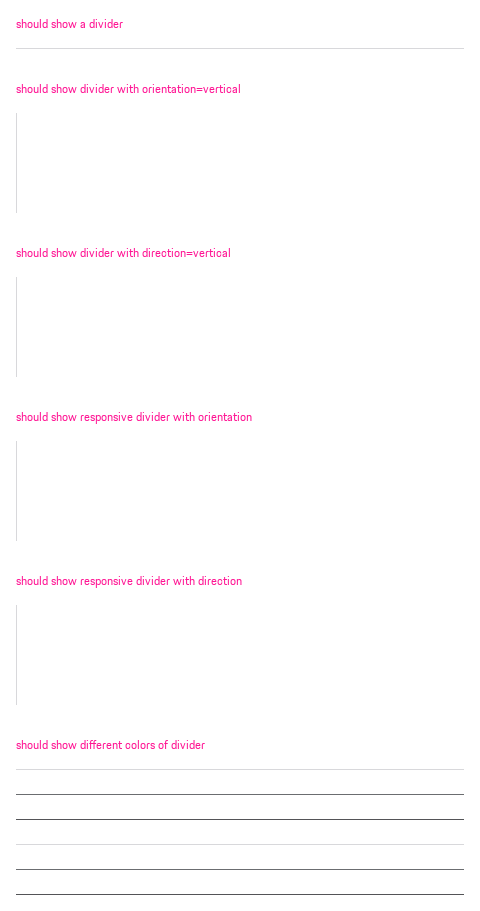 should show a divider
should show divider with orientation=vertical
should show divider with direction=vertical
should show responsive divider with orientation
should show responsive divider with direction
should show different colors of divider